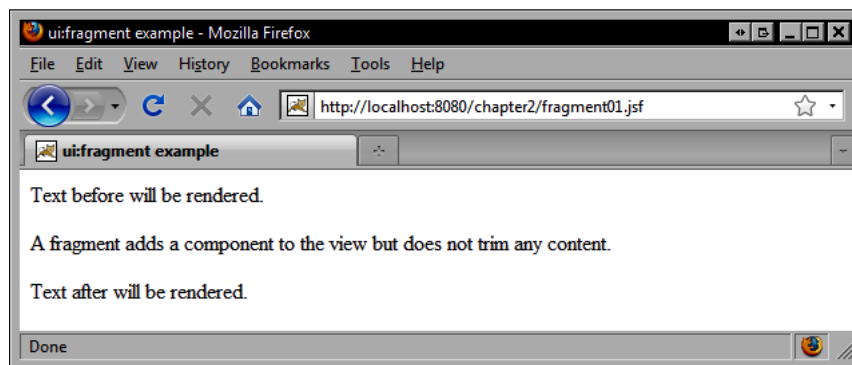 ui:fragment example - Mozilla Firefox
File Edit View History Bookmarks Tools Help
http://localhost:8080/chapter2/fragment01.jsf
ui:fragment example
Text before will be rendered.
A fragment adds a component to the view but does not trim any content.
Text after will be rendered.
Done